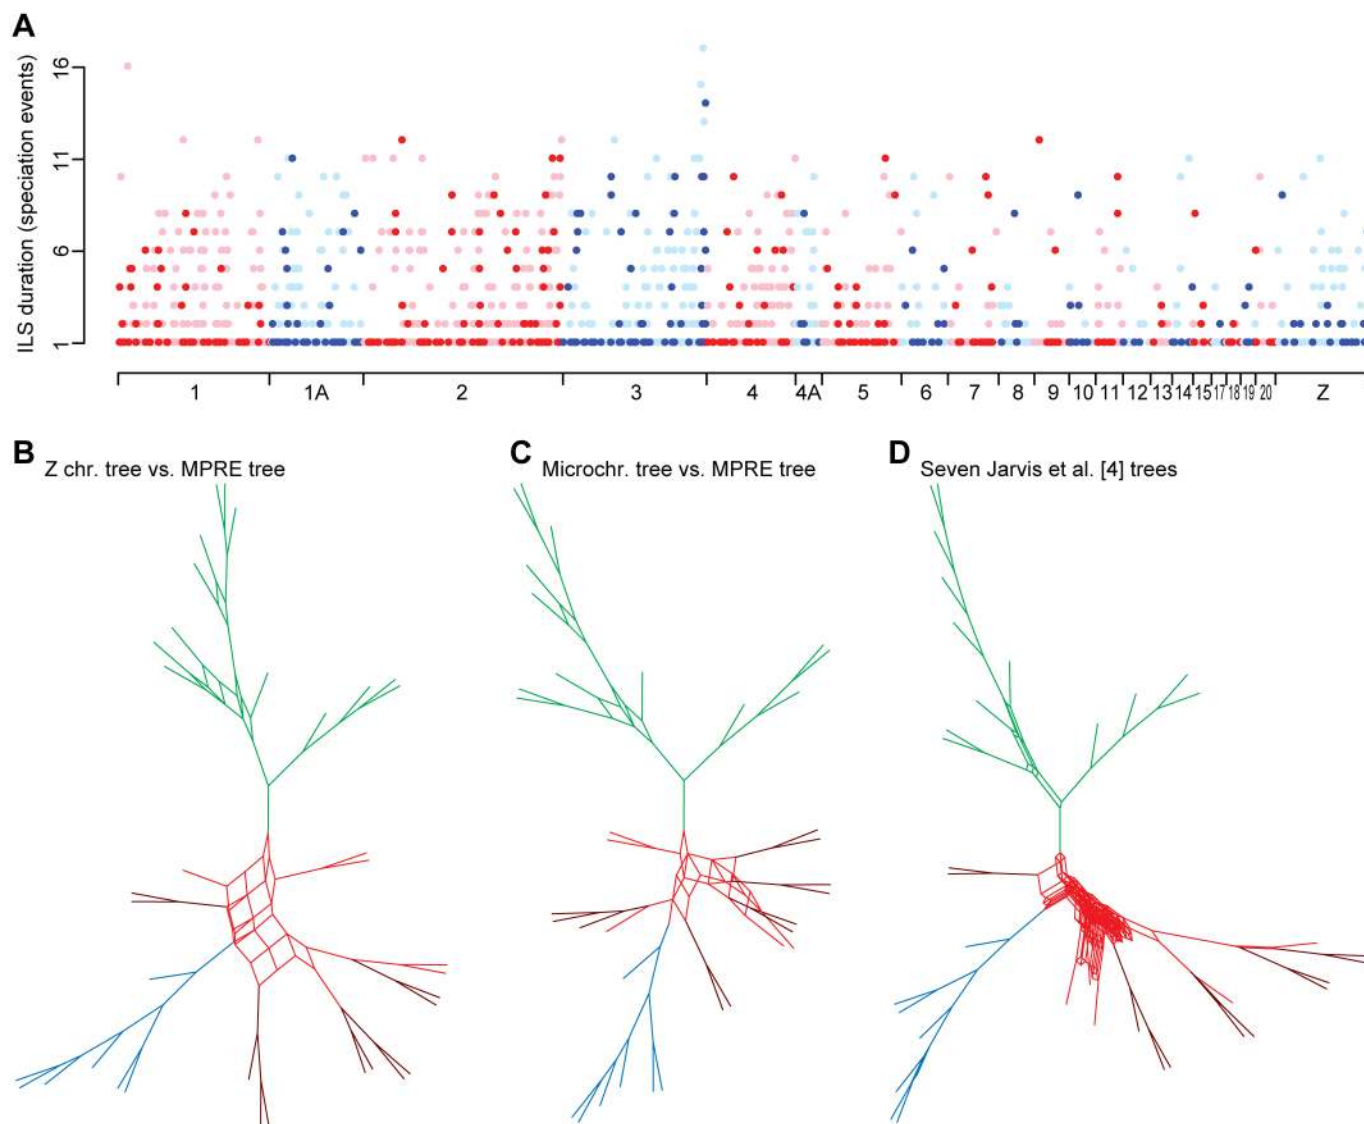 A
ILS duration (speciation events)
16
11
6
1
1 1A 2 3 4 4A 5 6 7 8 9 10 11 12 13 14 15 17 18 19 20 Z
B Z chr. tree vs. MPRE tree
C Microchr. tree vs. MPRE tree
D Seven Jarvis et al. [4] trees